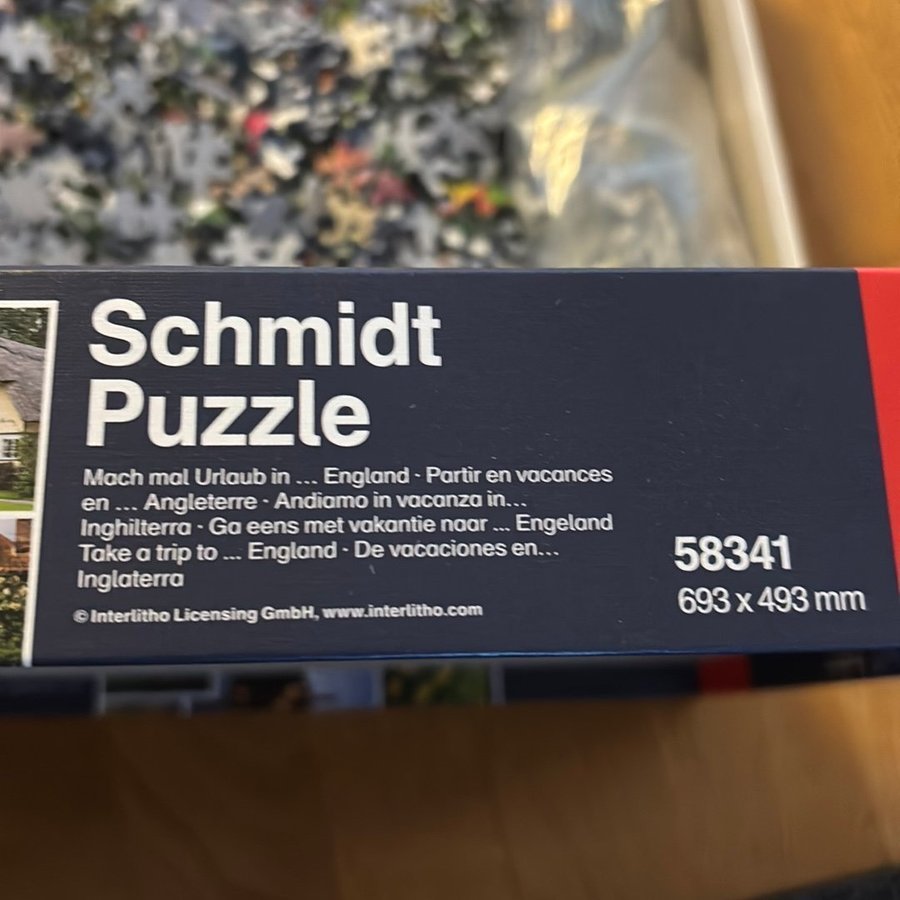 Schmidt
Puzzle
Mach mal Urlaub in ... England · Partir en vacances
en ... Angleterre · Andiamo in vacanza in...
Inghilterra · Ga eens met vakantie naar ... Engeland
Take a trip to ... England · De vacaciones en...
Inglaterra
© Interlitho Licensing GmbH, www.interlitho.com
58341
693 x 493 mm